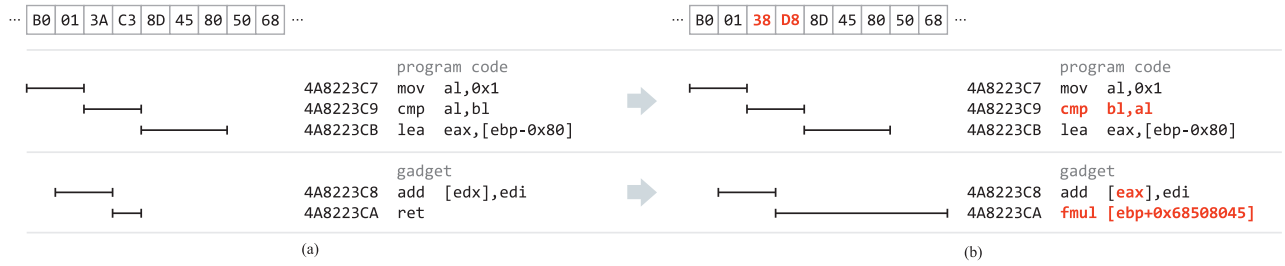 ··· B0 01 3A C3 8D 45 80 50 68 ··· ··· B0 01 38 D8 8D 45 80 50 68 ···
program code program code
4A8223C7 mov al,0x1 4A8223C7 mov al,0x1
4A8223C9 cmp al,bl 4A8223C9 cmp bl,al
4A8223CB lea eax,[ebp-0x80] 4A8223CB lea eax,[ebp-0x80]
gadget gadget
4A8223C8 add [edx],edi 4A8223C8 add [eax],edi
4A8223CA ret 4A8223CA fmul [ebp+0x68508045]
(a) (b)